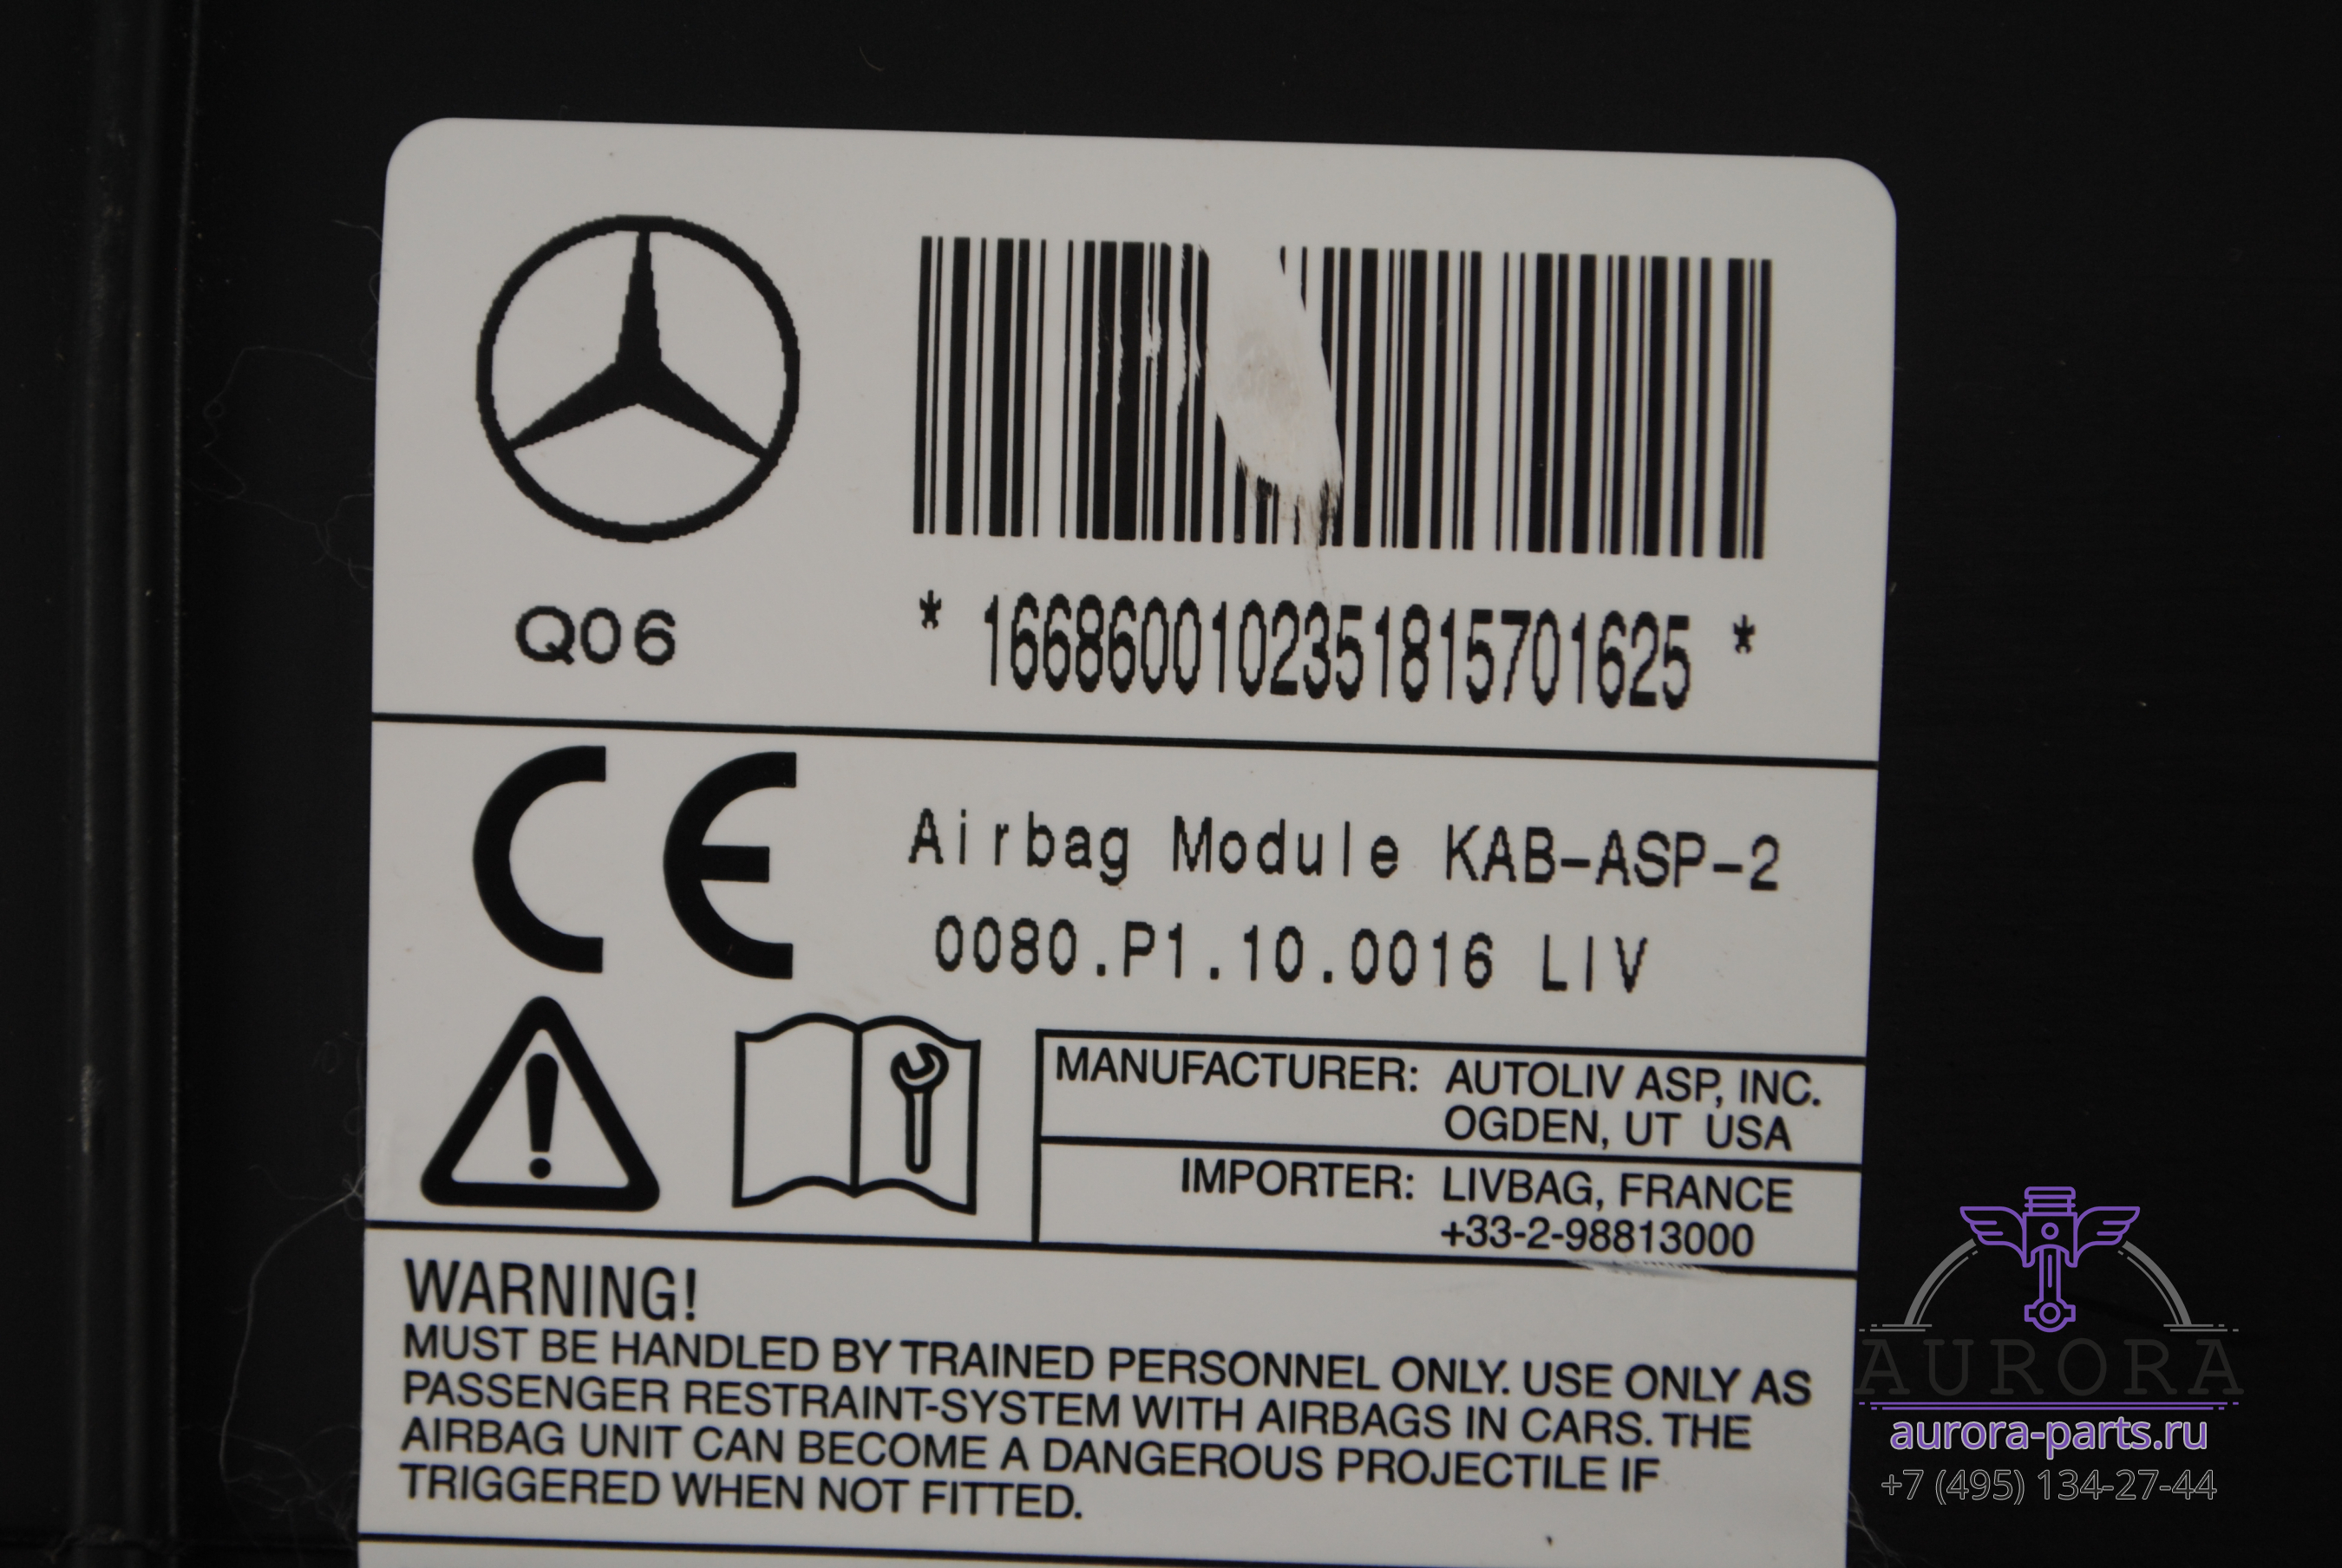 Q06
* 1668600102351815701625 *
CE
Airbag Module KAB-ASP-2
0080.P1.10.0016 LIV
MANUFACTURER: AUTOLIV ASP, INC.
OGDEN, UT USA
IMPORTER: LIVBAG, FRANCE
+33-2-98813000
WARNING!
MUST BE HANDLED BY TRAINED PERSONNEL ONLY. USE ONLY AS
PASSENGER RESTRAINT-SYSTEM WITH AIRBAGS IN CARS. THE
AIRBAG UNIT CAN BECOME A DANGEROUS PROJECTILE IF
TRIGGERED WHEN NOT FITTED.
AURORA
aurora-parts.ru
+7 (495) 134-27-44